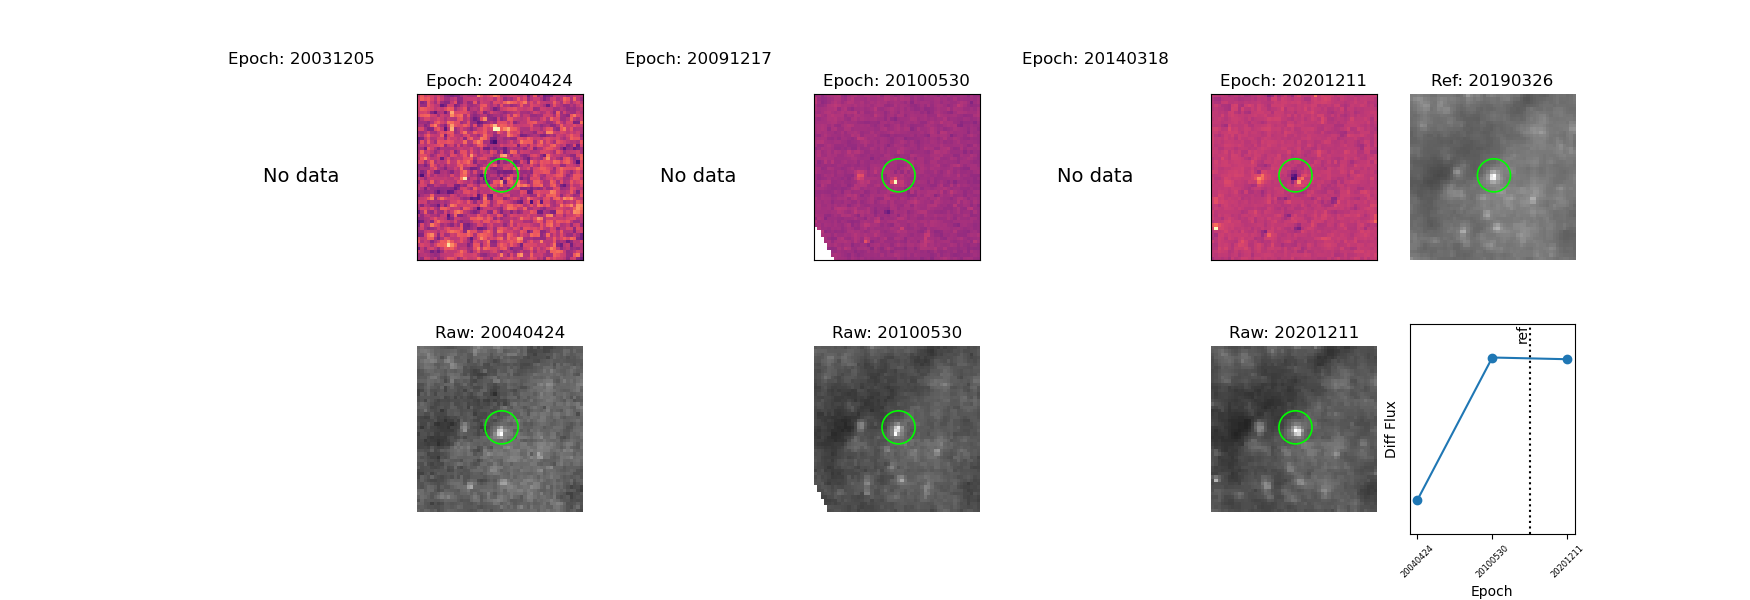 Epoch: 20031205
Epoch: 20091217
Epoch: 20140318
Epoch: 20040424
Epoch: 20100530
Epoch: 20201211
Ref: 20190326
No data
No data
No data
Raw: 20040424
Raw: 20100530
Raw: 20201211
ref
Diff Flux
20040424
20100530
20201211
Epoch